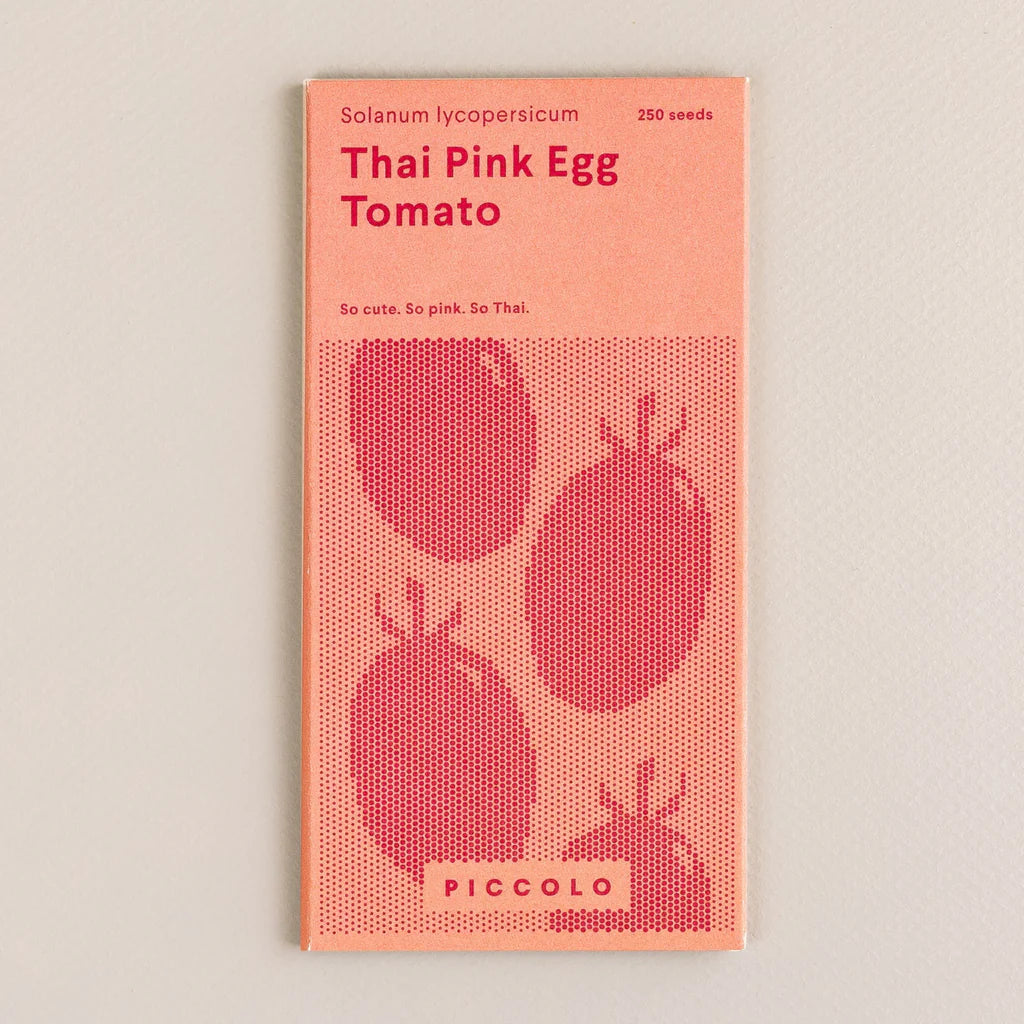 Solanum lycopersicum
250 seeds
Thai Pink Egg
Tomato
So cute. So pink. So Thai.
PICCOLO